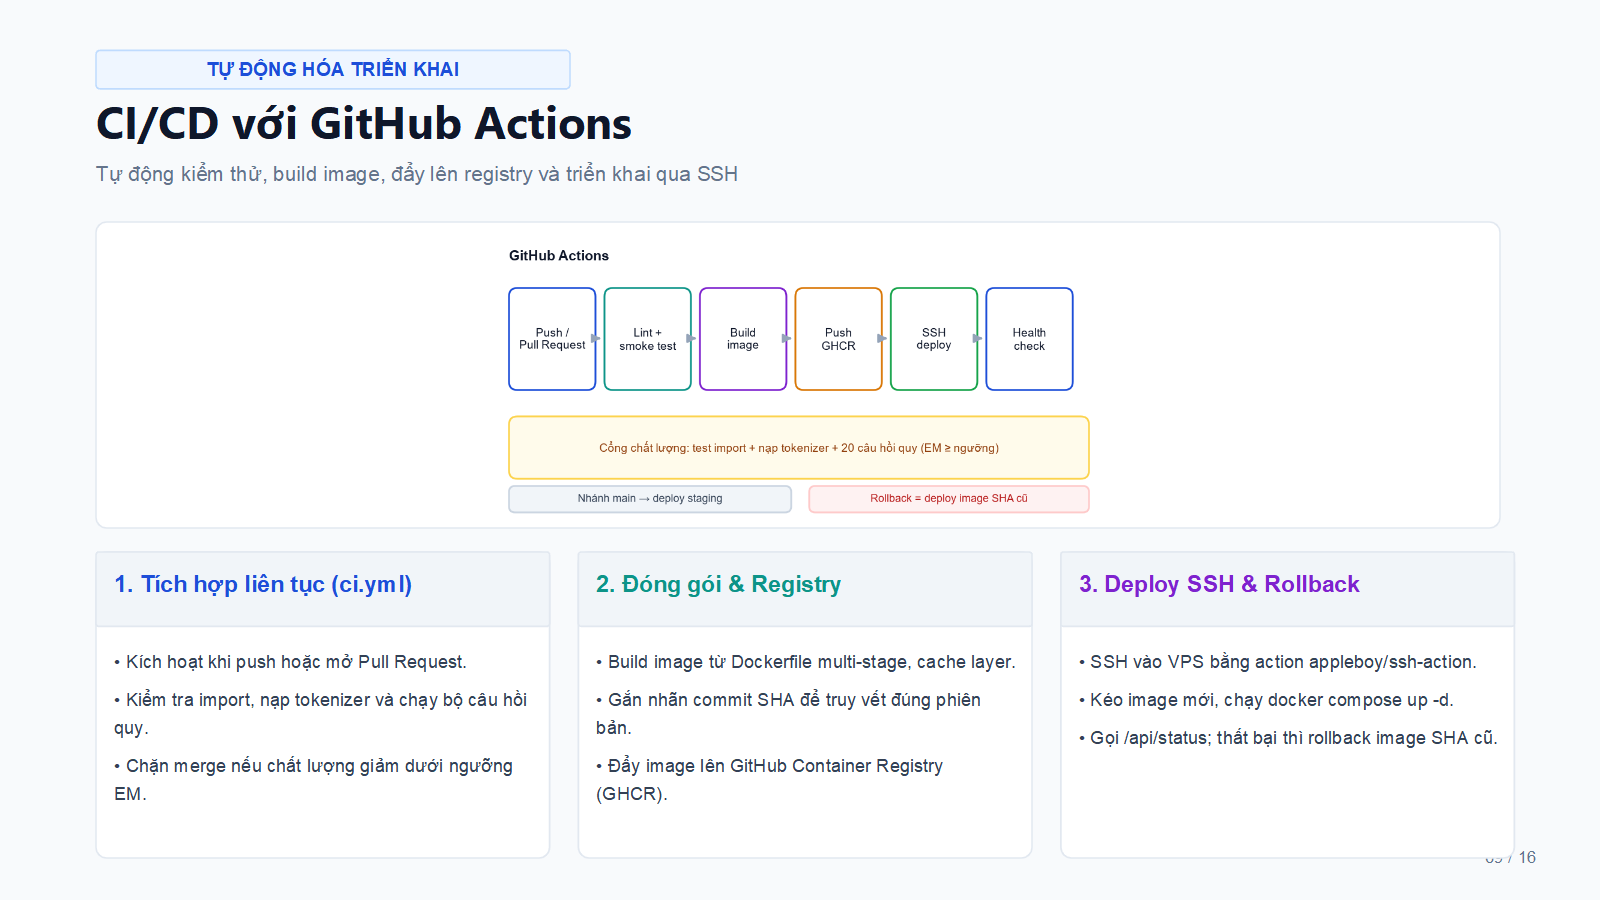 TỰ ĐỘNG HÓA TRIỂN KHAI
CI/CD với GitHub Actions
Tự động kiểm thử, build image, đẩy lên registry và triển khai qua SSH
GitHub Actions
Push /
Pull Request
Lint +
smoke test
Build
image
Push
GHCR
SSH
deploy
Health
check
Cổng chất lượng: test import + nạp tokenizer + 20 câu hồi quy (EM ≥ ngưỡng)
Nhánh main → deploy staging
Rollback = deploy image SHA cũ
1. Tích hợp liên tục (ci.yml)
• Kích hoạt khi push hoặc mở Pull Request.
• Kiểm tra import, nạp tokenizer và chạy bộ câu hồi
quy.
• Chặn merge nếu chất lượng giảm dưới ngưỡng
EM.
2. Đóng gói & Registry
• Build image từ Dockerfile multi-stage, cache layer.
• Gắn nhãn commit SHA để truy vết đúng phiên
bản.
• Đẩy image lên GitHub Container Registry
(GHCR).
3. Deploy SSH & Rollback
• SSH vào VPS bằng action appleboy/ssh-action.
• Kéo image mới, chạy docker compose up -d.
• Gọi /api/status; thất bại thì rollback image SHA cũ.
/ 16